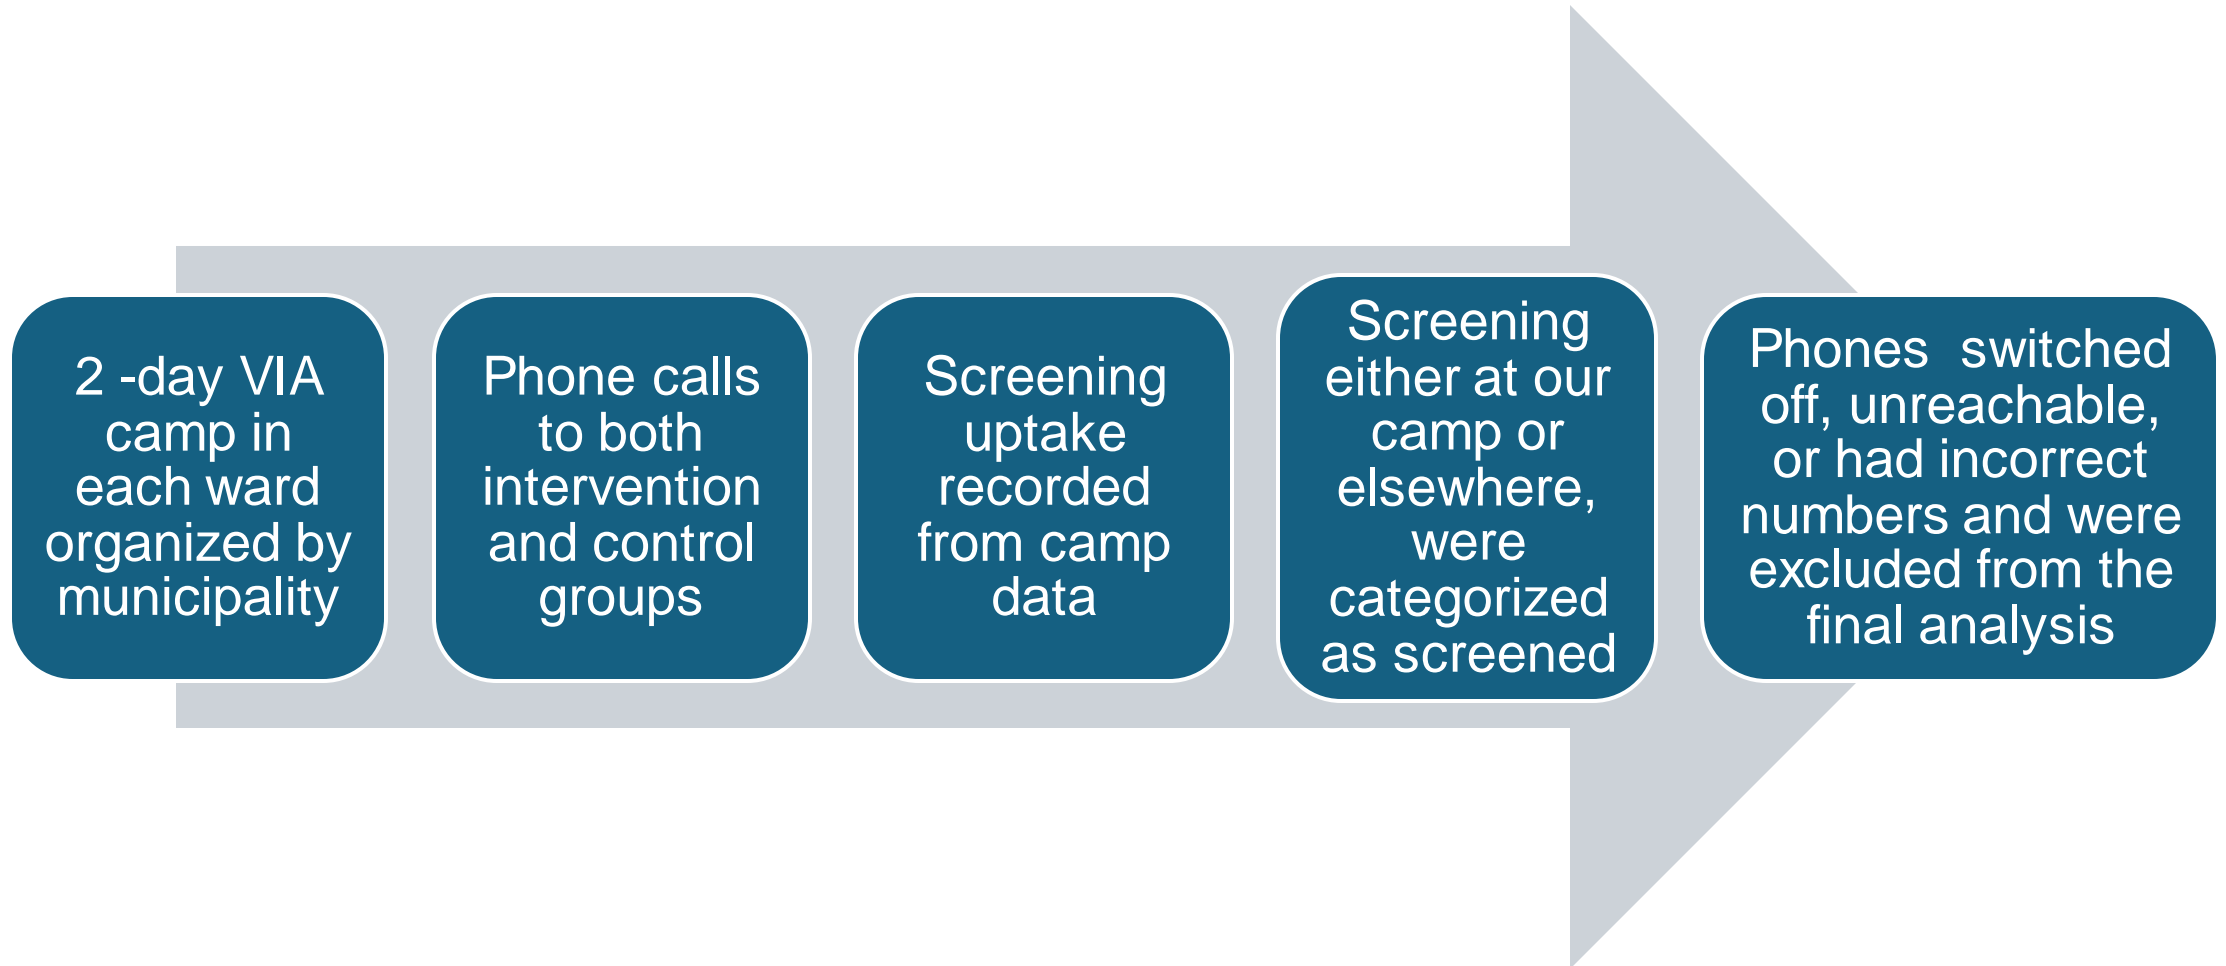 2 -day VIA
camp in
each ward
organized by
municipality
Phone calls
to both
intervention
and control
groups
Screening
uptake
recorded
from camp
data
Screening
either at our
camp or
elsewhere,
were
categorized
as screened
Phones  switched
off, unreachable,
or had incorrect
numbers and were
excluded from the
final analysis